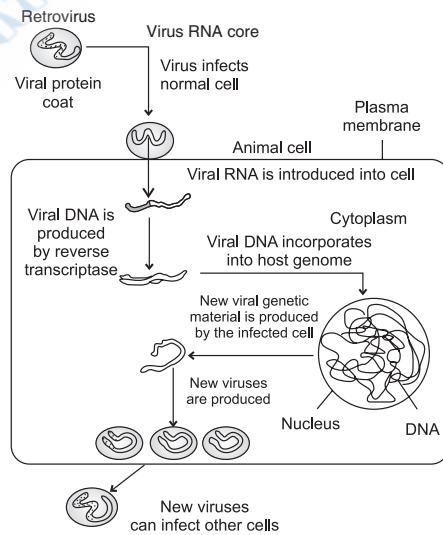 Retrovirus
Virus RNA core
Viral protein
coat
Virus infects
normal cell
Plasma
membrane
Animal cell
Viral RNA is introduced into cell
Viral DNA is
produced
by reverse
transcriptase
Cytoplasm
Viral DNA incorporates
into host genome
New viral genetic
material is produced
by the infected cell
New viruses
are produced
Nucleus
DNA
New viruses
can infect other cells